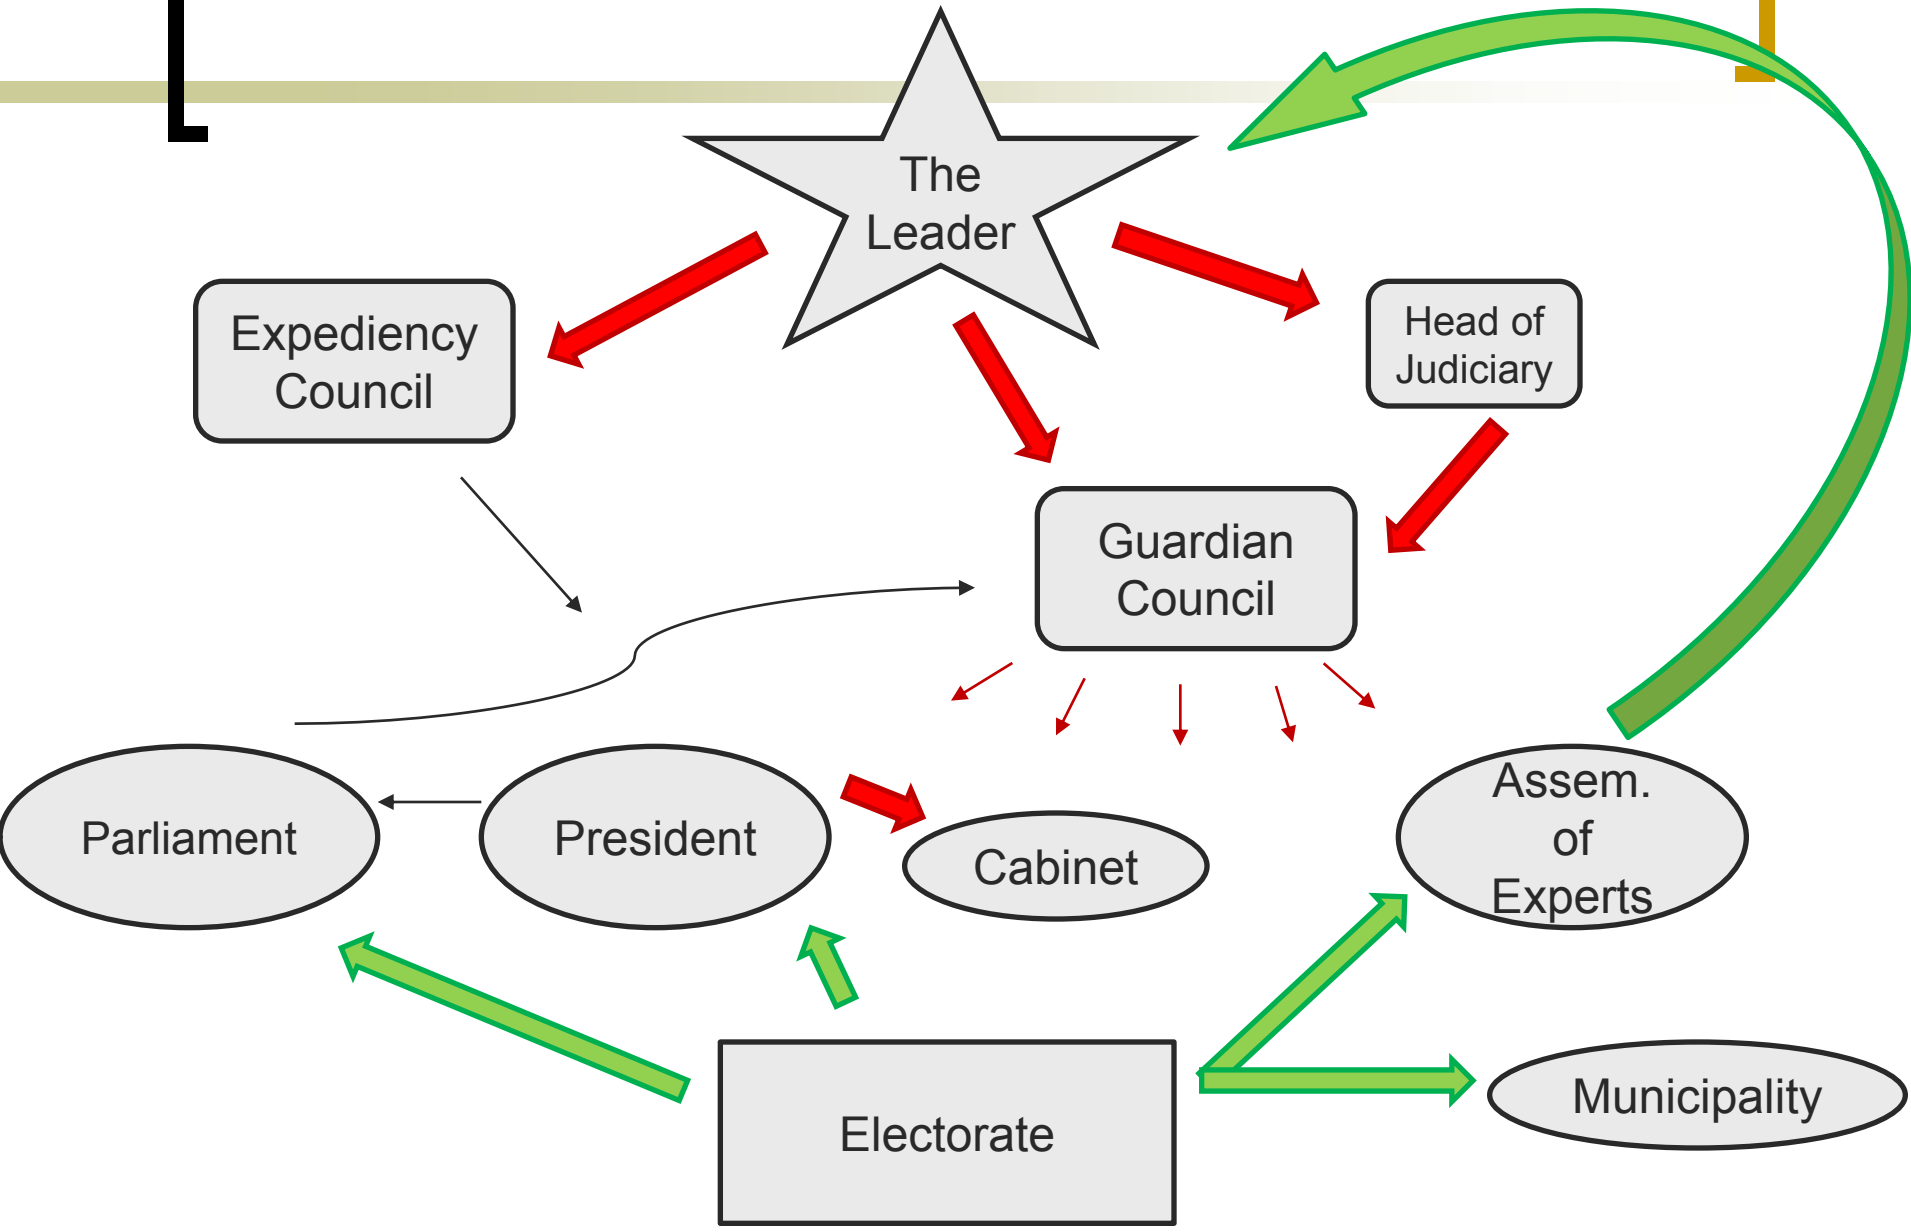 The
Leader
Expediency
Council
Head of
Judiciary
Guardian
Council
Parliament
President
Cabinet
Assem.
of
Experts
Electorate
Municipality